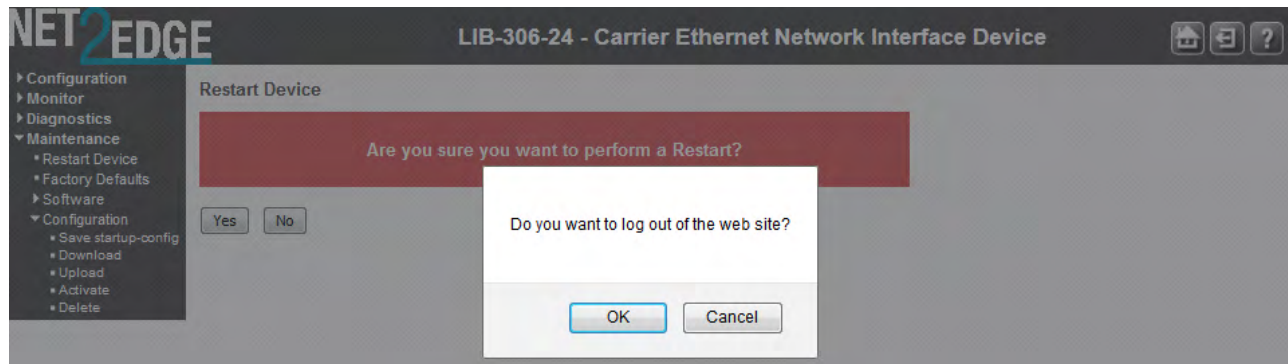 NET2EDGE
LIB-306-24 - Carrier Ethernet Network Interface Device
?
Configuration
Monitor
Diagnostics
Maintenance
Restart Device
Factory Defaults
Software
Configuration
Save startup-config
Download
Upload
Activate
Delete
Restart Device
Are you sure you want to perform a Restart?
Yes
No
Do you want to log out of the web site?
OK
Cancel